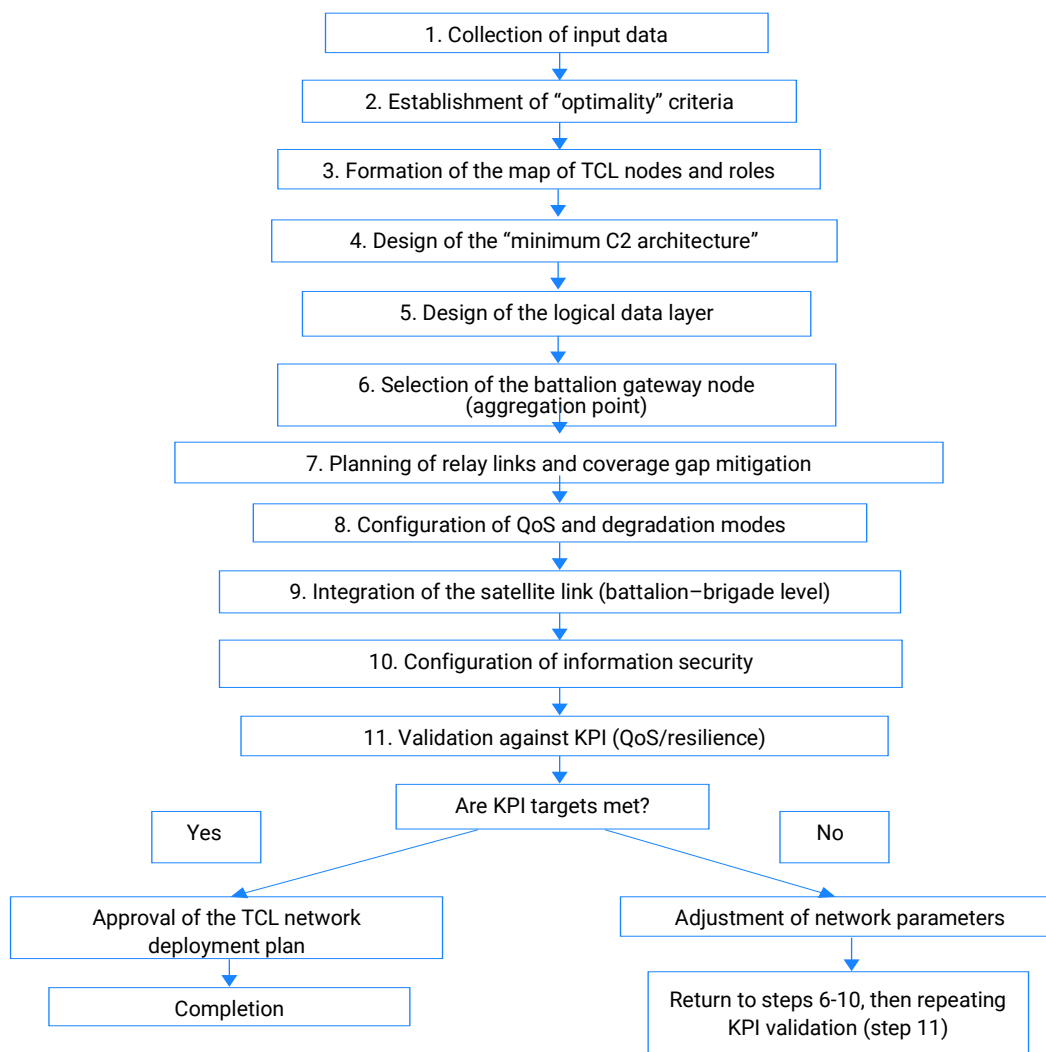 1. Collection of input data
2. Establishment of “optimality” criteria
3. Formation of the map of TCL nodes and roles
4. Design of the “minimum C2 architecture”
5. Design of the logical data layer
6. Selection of the battalion gateway node
(aggregation point)
7. Planning of relay links and coverage gap mitigation
8. Configuration of QoS and degradation modes
9. Integration of the satellite link (battalion–brigade level)
10. Configuration of information security
11. Validation against KPI (QoS/resilience)
Are KPI targets met?
Yes
No
Approval of the TCL network
deployment plan
Adjustment of network parameters
Completion
Return to steps 6-10, then repeating
KPI validation (step 11)